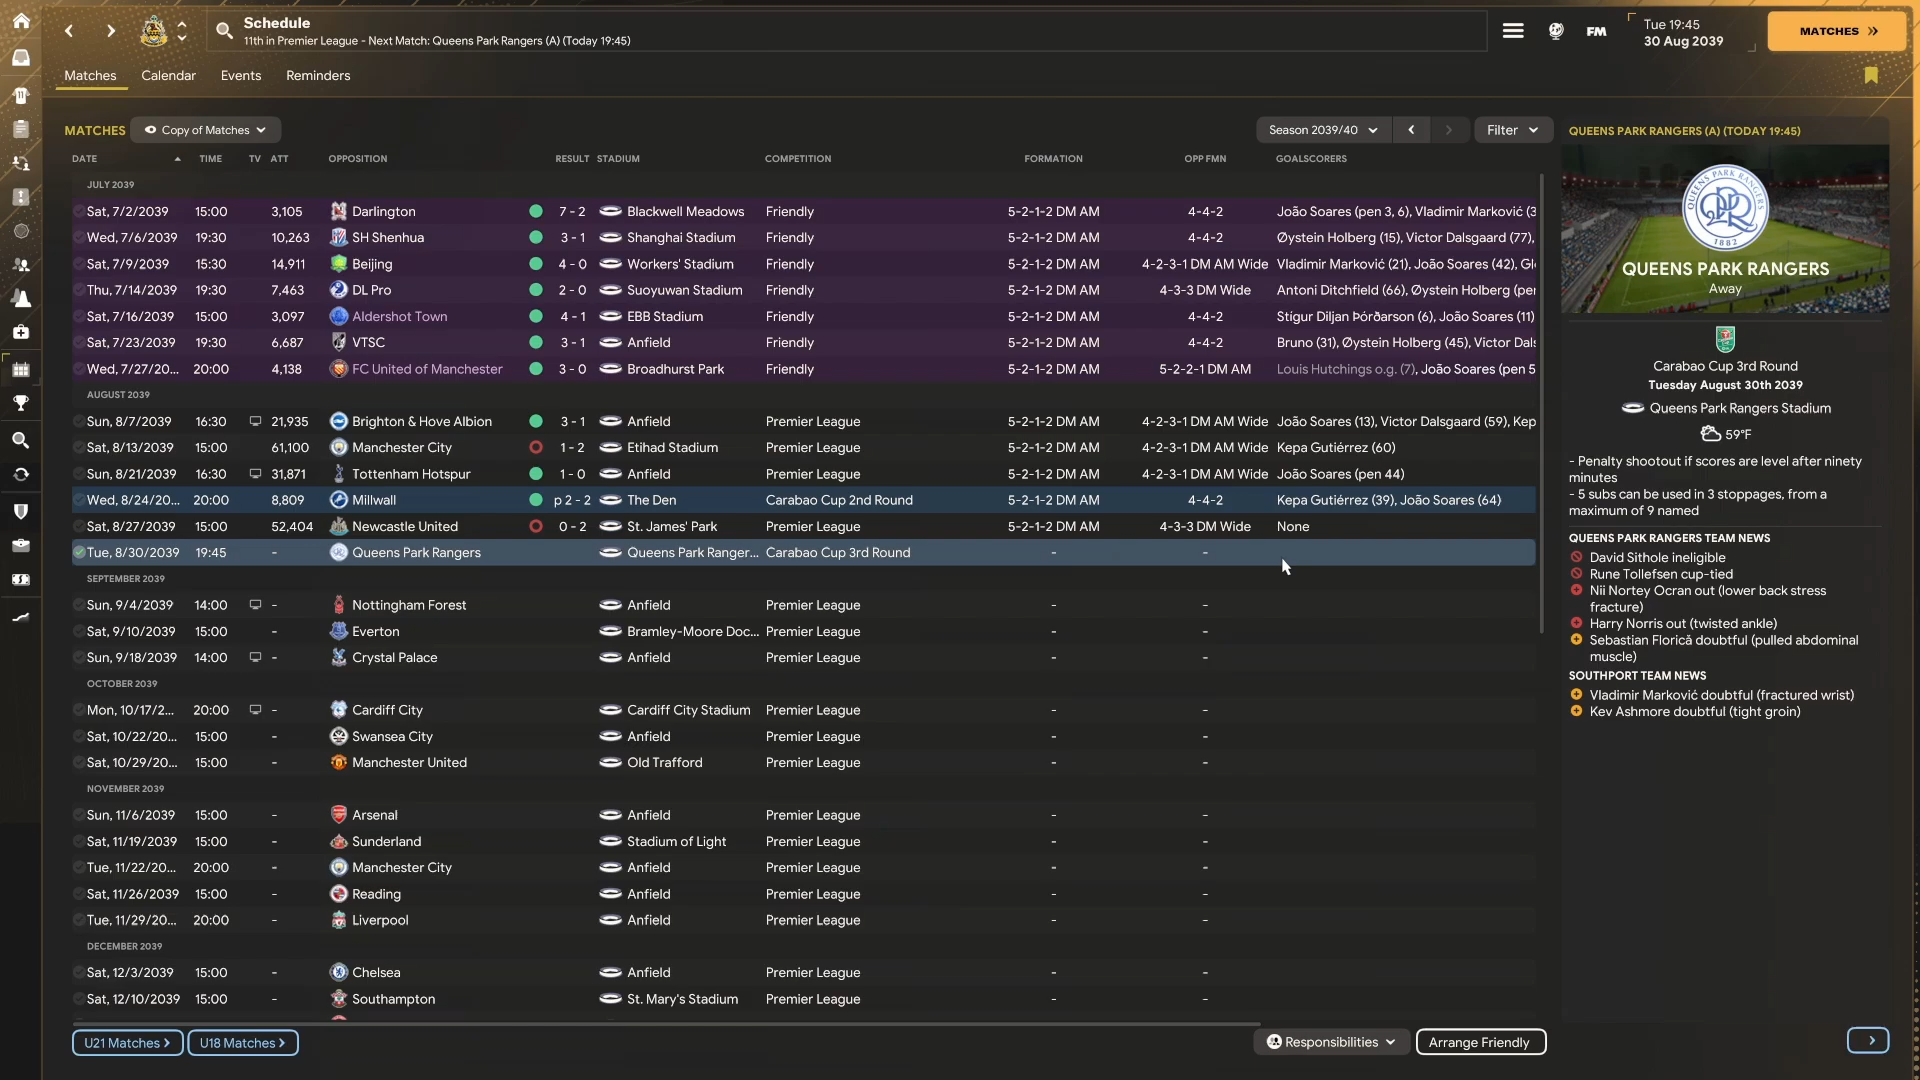 Schedule
11th in Premier League - Next Match: Queens Park Rangers (A) (Today 19:45)
FM
Tue 19:45
30 Aug 2039
MATCHES
Matches Calendar Events Reminders
MATCHES Copy of Matches Season 2039/40 Filter
DATE TIME TV ATT OPPOSITION RESULT STADIUM COMPETITION FORMATION OPP FMN GOALSCORERS
JULY 2039
Sat, 7/2/2039 15:00 3,105 Darlington 7 - 2 Blackwell Meadows Friendly 5-2-1-2 DM AM 4-4-2 João Soares (pen 3, 6), Vladimir Marković (3
Wed, 7/6/2039 19:30 10,263 SH Shenhua 3 - 1 Shanghai Stadium Friendly 5-2-1-2 DM AM 4-4-2 Øystein Holberg (15), Victor Dalsgaard (77),
Sat, 7/9/2039 15:30 14,911 Beijing 4 - 0 Workers' Stadium Friendly 5-2-1-2 DM AM 4-2-3-1 DM AM Wide Vladimir Marković (21), João Soares (42), Gl
Thu, 7/14/2039 19:30 7,463 DL Pro 2 - 0 Suoyuwan Stadium Friendly 5-2-1-2 DM AM 4-3-3 DM Wide Antoni Ditchfield (66), Øystein Holberg (pen
Sat, 7/16/2039 15:00 3,097 Aldershot Town 4 - 1 EBB Stadium Friendly 5-2-1-2 DM AM 4-4-2 Stígur Diljan Þórðarson (6), João Soares (11)
Sat, 7/23/2039 19:30 6,687 VTSC 3 - 1 Anfield Friendly 5-2-1-2 DM AM 4-4-2 Bruno (31), Øystein Holberg (45), Victor Dals
Wed, 7/27/20... 20:00 4,138 FC United of Manchester 3 - 0 Broadhurst Park Friendly 5-2-1-2 DM AM 5-2-2-1 DM AM Louis Hutchings o.g. (7), João Soares (pen 5
AUGUST 2039
Sun, 8/7/2039 16:30 21,935 Brighton & Hove Albion 3 - 1 Anfield Premier League 5-2-1-2 DM AM 4-2-3-1 DM AM Wide João Soares (13), Victor Dalsgaard (59), Kep
Sat, 8/13/2039 15:00 61,100 Manchester City 1 - 2 Etihad Stadium Premier League 5-2-1-2 DM AM 4-2-3-1 DM AM Wide Kepa Gutiérrez (60)
Sun, 8/21/2039 16:30 31,871 Tottenham Hotspur 1 - 0 Anfield Premier League 5-2-1-2 DM AM 4-2-3-1 DM AM Wide João Soares (pen 44)
Wed, 8/24/20... 20:00 8,809 Millwall p 2 - 2 The Den Carabao Cup 2nd Round 5-2-1-2 DM AM 4-4-2 Kepa Gutiérrez (39), João Soares (64)
Sat, 8/27/2039 15:00 52,404 Newcastle United 0 - 2 St. James' Park Premier League 5-2-1-2 DM AM 4-3-3 DM Wide None
Tue, 8/30/2039 19:45 - Queens Park Rangers Queens Park Ranger... Carabao Cup 3rd Round - -
SEPTEMBER 2039
Sun, 9/4/2039 14:00 - Nottingham Forest Anfield Premier League - -
Sat, 9/10/2039 15:00 - Everton Bramley-Moore Doc... Premier League - -
Sun, 9/18/2039 14:00 - Crystal Palace Anfield Premier League - -
OCTOBER 2039
Mon, 10/17/2... 20:00 - Cardiff City Cardiff City Stadium Premier League - -
Sat, 10/22/20... 15:00 - Swansea City Anfield Premier League - -
Sat, 10/29/20... 15:00 - Manchester United Old Trafford Premier League - -
NOVEMBER 2039
Sun, 11/6/2039 15:00 - Arsenal Anfield Premier League - -
Sat, 11/19/2039 15:00 - Sunderland Stadium of Light Premier League - -
Tue, 11/22/20... 20:00 - Manchester City Anfield Premier League - -
Sat, 11/26/2039 15:00 - Reading Anfield Premier League - -
Tue, 11/29/20... 20:00 - Liverpool Anfield Premier League - -
DECEMBER 2039
Sat, 12/3/2039 15:00 - Chelsea Anfield Premier League - -
Sat, 12/10/2039 15:00 - Southampton St. Mary's Stadium Premier League - -
U21 Matches U18 Matches Responsibilities Arrange Friendly
QUEENS PARK RANGERS (A) (TODAY 19:45)
QUEENS PARK RANGERS
1882
QUEENS PARK RANGERS
Away
Carabao Cup 3rd Round
Tuesday August 30th 2039
Queens Park Rangers Stadium
59°F
- Penalty shootout if scores are level after ninety
minutes
- 5 subs can be used in 3 stoppages, from a
maximum of 9 named
QUEENS PARK RANGERS TEAM NEWS
David Sithole ineligible
Rune Tollefsen cup-tied
Nii Nortey Ocran out (lower back stress
fracture)
Harry Norris out (twisted ankle)
Sebastian Florică doubtful (pulled abdominal
muscle)
SOUTHPORT TEAM NEWS
Vladimir Marković doubtful (fractured wrist)
Kev Ashmore doubtful (tight groin)